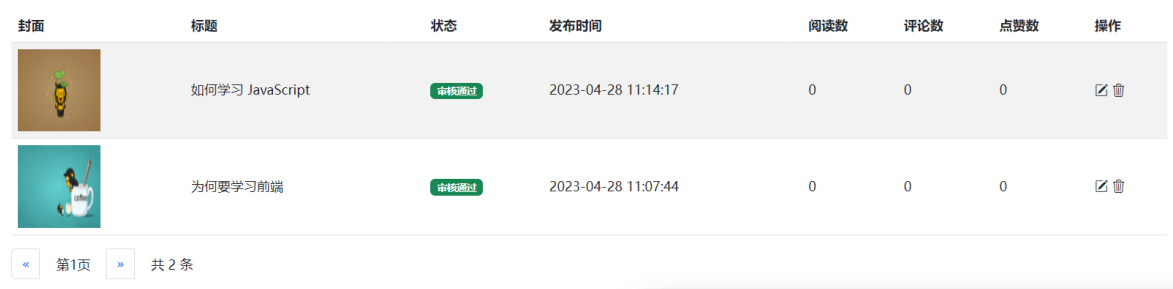 封面 标题 状态 发布时间 阅读数 评论数 点赞数 操作
如何学习 JavaScript 审核通过 2023-04-28 11:14:17 0 0 0
coffee
为何要学习前端 审核通过 2023-04-28 11:07:44 0 0 0
« 第1页 » 共 2 条